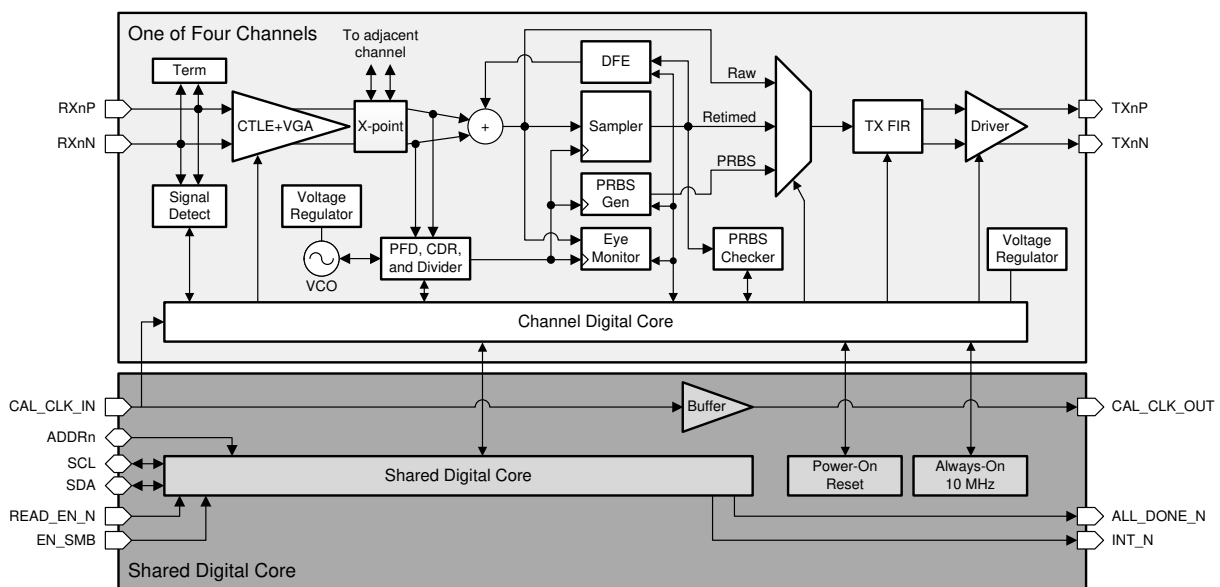 One of Four Channels
To adjacent
channel
Term
DFE
Raw
RXnP
RXnN
CTLE+VGA
X-point
+
Sampler
Retimed
TX FIR
Driver
TXnP
TXnN
Signal
Detect
Voltage
Regulator
PRBS
Gen
PRBS
VCO
PFD, CDR,
and Divider
Eye
Monitor
PRBS
Checker
Voltage
Regulator
Channel Digital Core
CAL_CLK_IN
Buffer
CAL_CLK_OUT
ADDRn
SCL
SDA
Shared Digital Core
Power-On
Reset
Always-On
10 MHz
READ_EN_N
EN_SMB
ALL_DONE_N
INT_N
Shared Digital Core